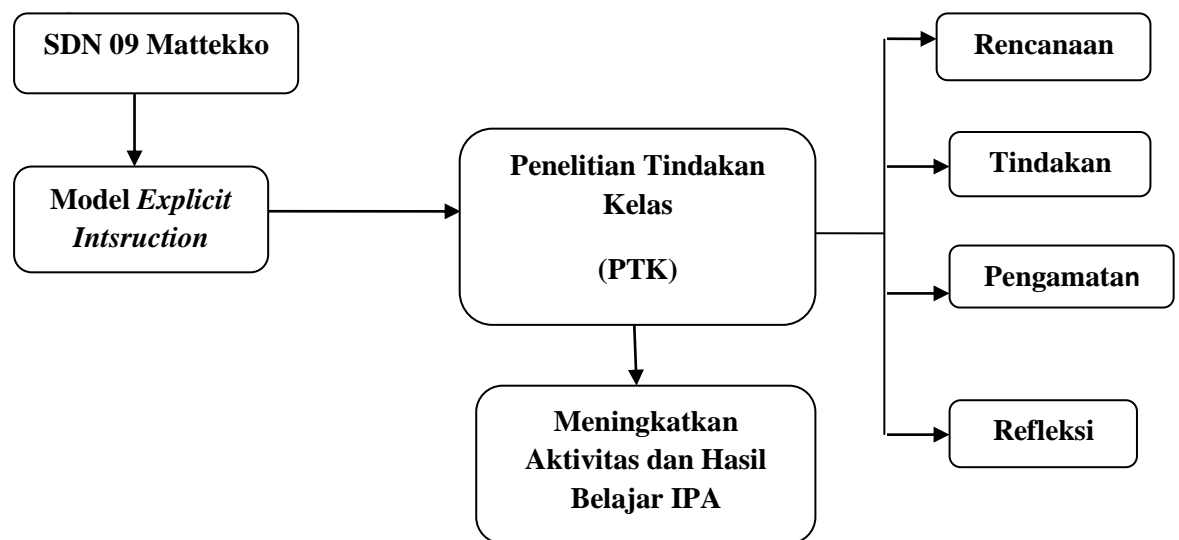 SDN 09 Mattekko
Model Explicit
Intsruction
Penelitian Tindakan
Kelas
(PTK)
Meningkatkan
Aktivitas dan Hasil
Belajar IPA
Rencanaan
Tindakan
Pengamatan
Refleksi